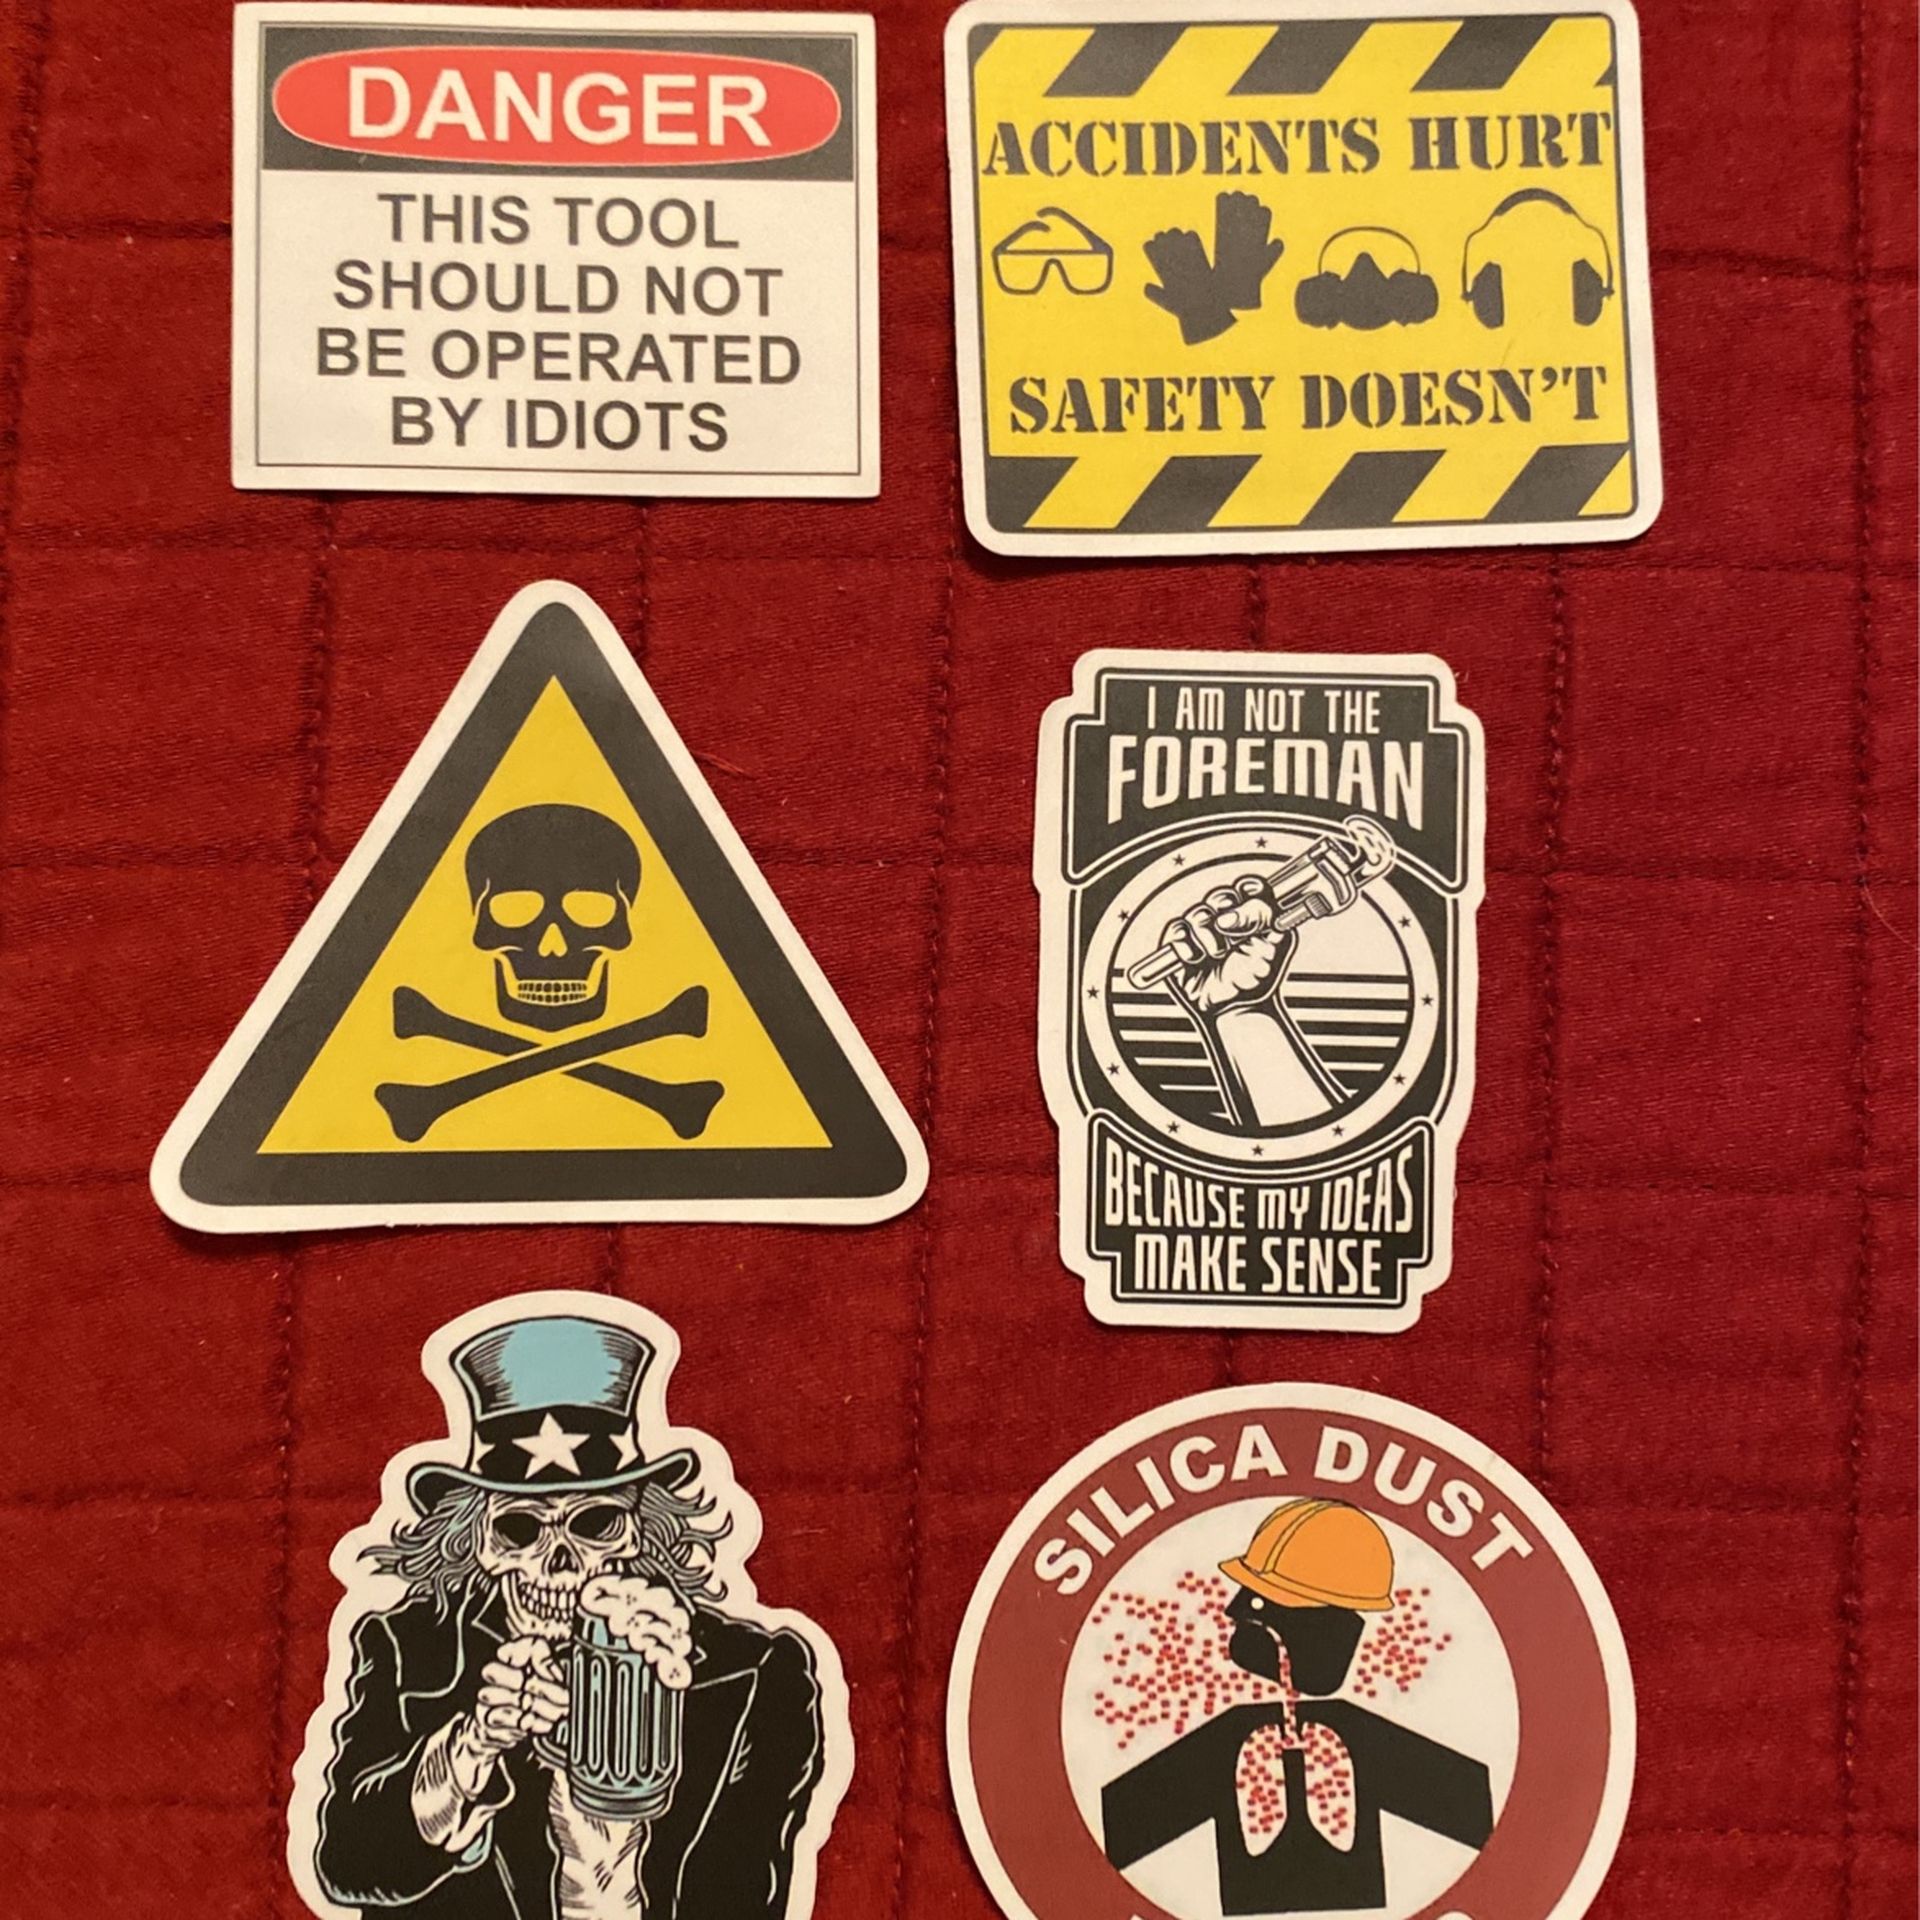 DANGER
THIS TOOL
SHOULD NOT
BE OPERATED
BY IDIOTS
ACCIDENTS HURT
SAFETY DOESN'T
I AM NOT THE
FOREMAN
BECAUSE MY IDEAS
MAKE SENSE
SILICA DUST